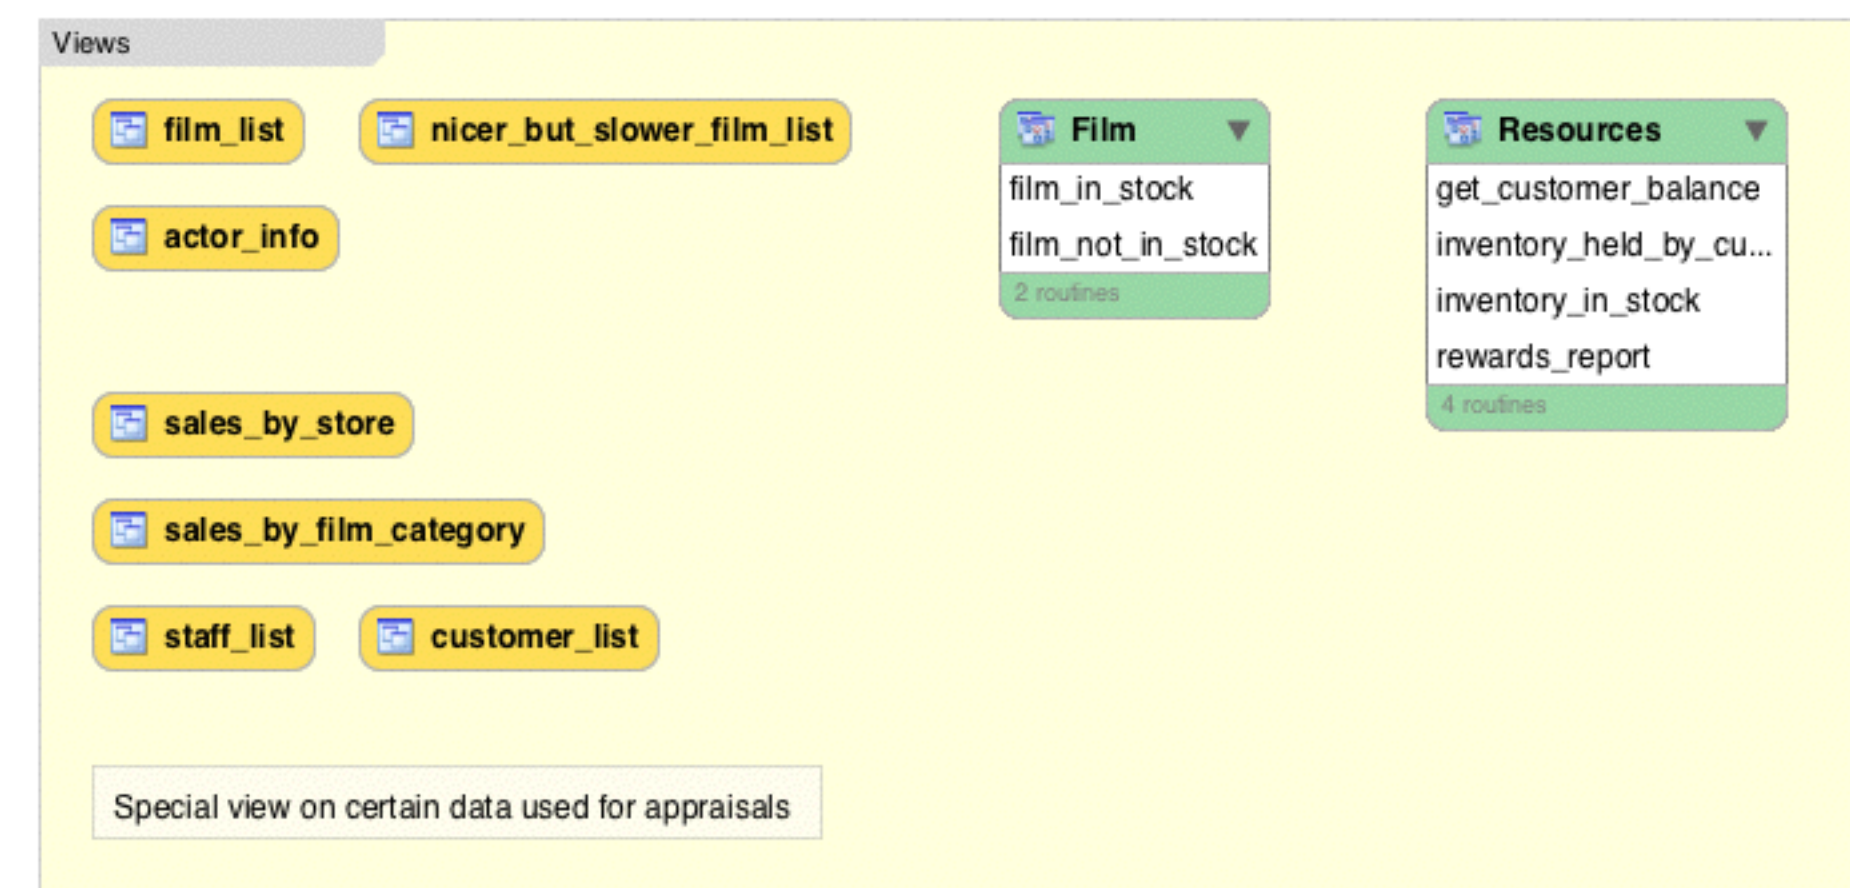 Views
film_list
nicer_but_slower_film_list
actor_info
sales_by_store
sales_by_film_category
staff_list
customer_list
Special view on certain data used for appraisals
Film
film_in_stock
film_not_in_stock
2 routines
Resources
get_customer_balance
inventory_held_by_cu...
inventory_in_stock
rewards_report
4 routines